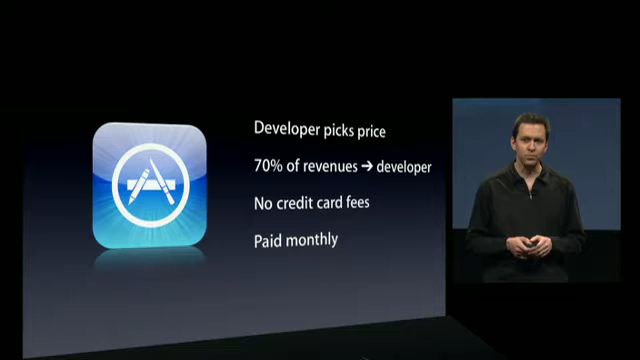 Developer picks price
70% of revenues → developer
No credit card fees
Paid monthly